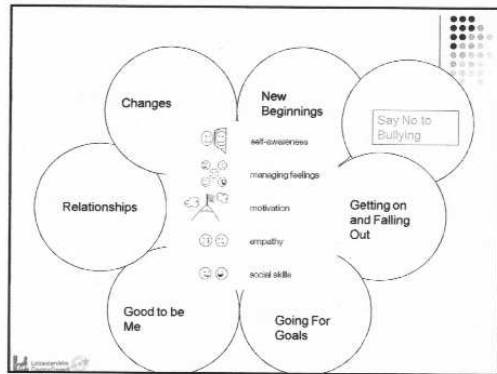 Changes
New
Beginnings
Say No to
Bullying
self-awareness
managing feelings
Relationships
motivation
Getting on
and Falling
Out
empathy
social skills
Good to be
Me
Going For
Goals